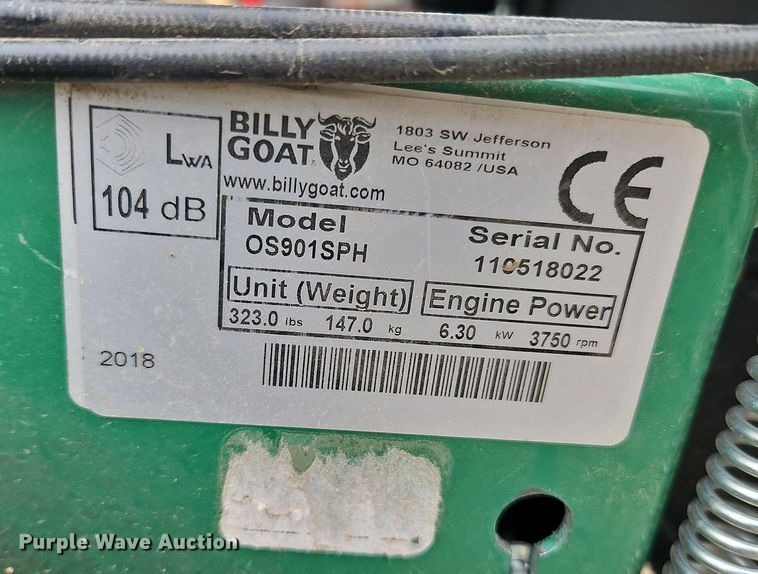 LWA
104 dB
BILLY GOAT
1803 SW Jefferson
Lee's Summit
MO 64082 /USA
www.billygoat.com
CE
Model
OS901SPH
Serial No.
Unit (Weight)
323.0 lbs 147.0 kg
Engine Power
6.30 kW 3750 rpm
2018
Purple Wave Auction